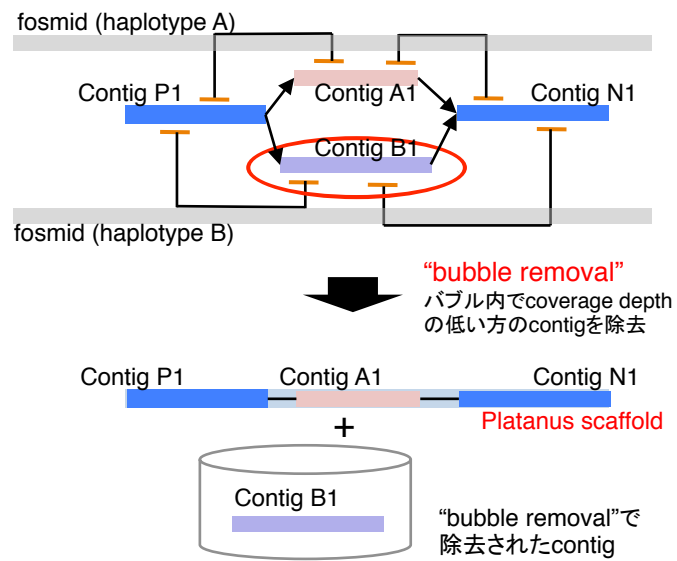 fosmid (haplotype A)
Contig P1
Contig A1
Contig N1
Contig B1
fosmid (haplotype B)
“bubble removal”
バブル内でcoverage depth
の低い方のcontigを除去
Contig P1
Contig A1
Contig N1
Platanus scaffold
+
Contig B1
“bubble removal”で
除去されたcontig